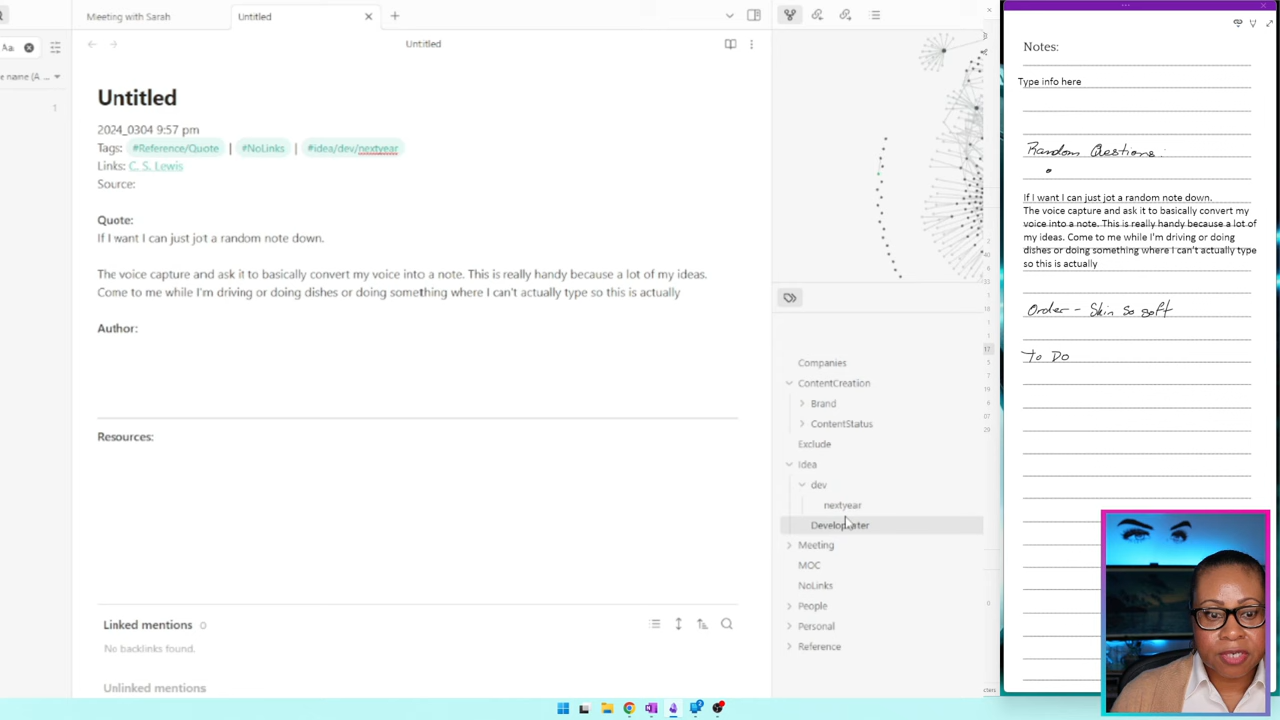 Meeting with Sarah
Untitled
Untitled
Aa
e name (A ...
1
Untitled
2024_0304 9:57 pm
Tags: #Reference/Quote | #NoLinks | #idea/dev/nextyear
Links: C. S. Lewis
Source:
Quote:
If I want I can just jot a random note down.
The voice capture and ask it to basically convert my voice into a note. This is really handy because a lot of my ideas.
Come to me while I'm driving or doing dishes or doing something where I can't actually type so this is actually
Author:
Resources:
Linked mentions 0
No backlinks found.
Unlinked mentions
Companies
ContentCreation
Brand
ContentStatus
Exclude
Idea
dev
nextyear
Meeting
MOC
NoLinks
People
Personal
Reference
Notes:
Type info here
Random Questions:
If I want I can just jot a random note down.
The voice capture and ask it to basically convert my
voice into a note. This is really handy because a lot of
my ideas. Come to me while I'm driving or doing
dishes or doing something where I can't actually type
so this is actually
Order - Skin so soft
To Do